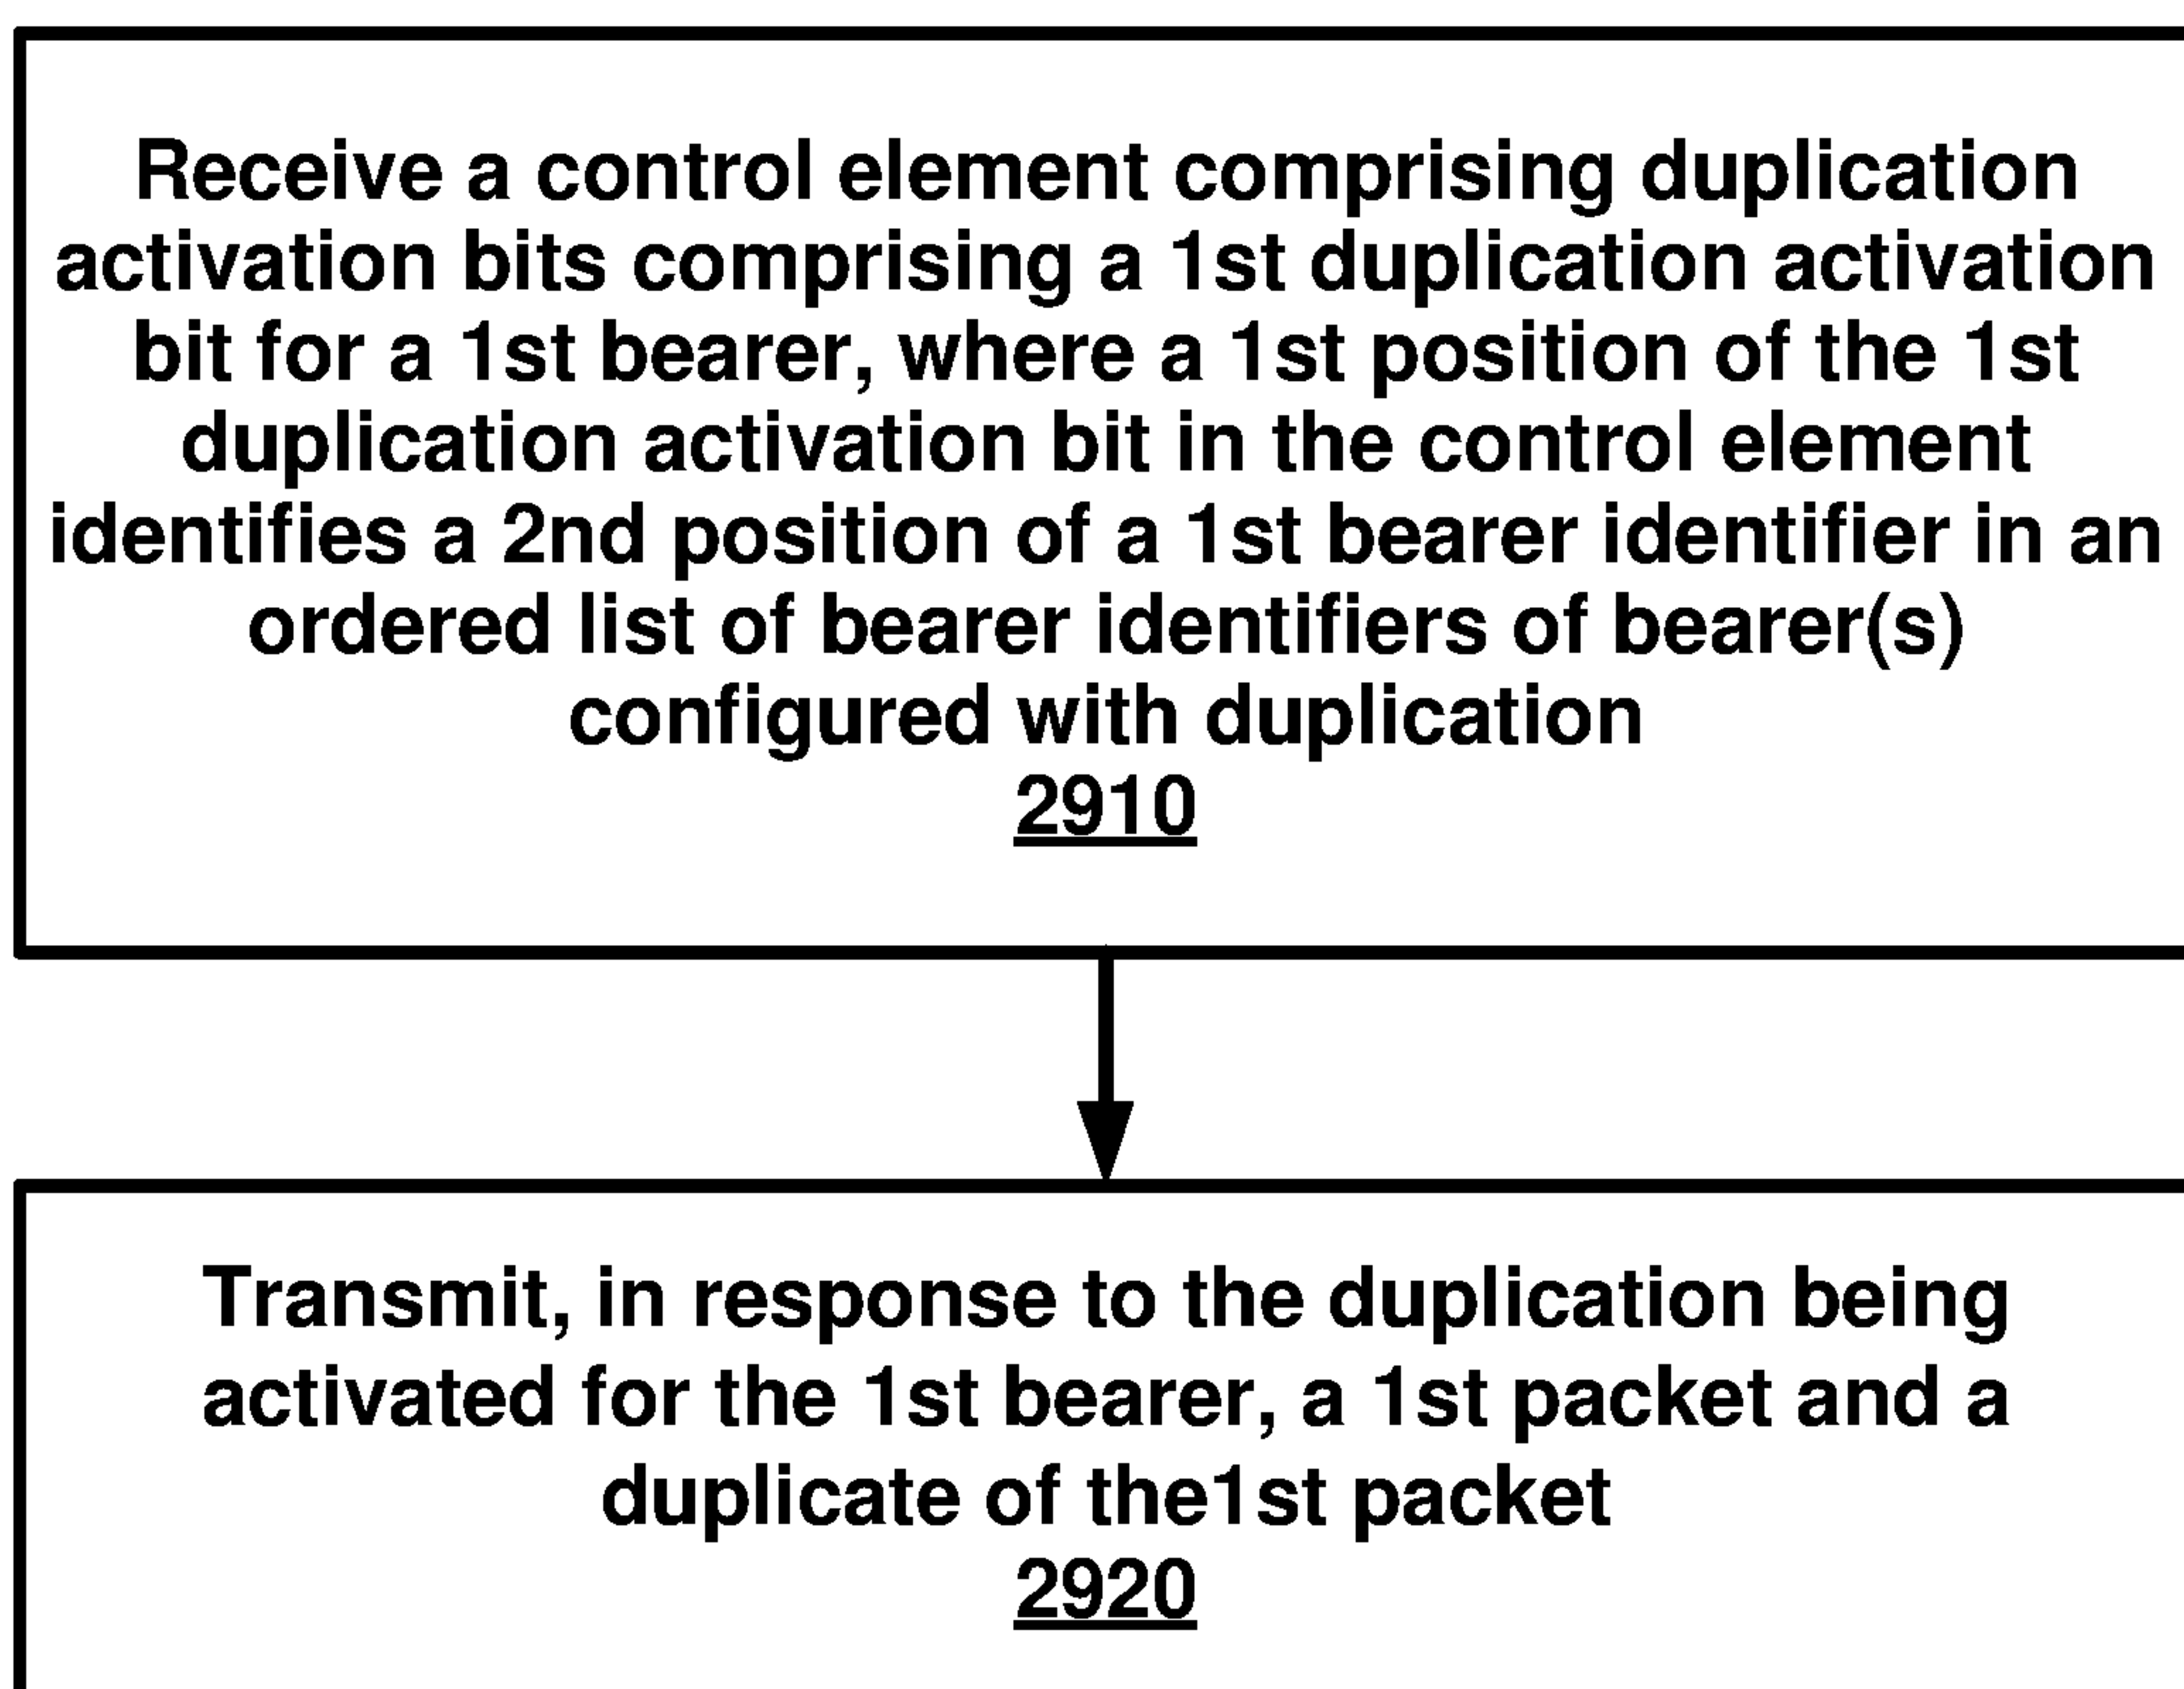 Receive a control element comprising duplication
activation bits comprising a 1st duplication activation
bit for a 1st bearer, where a 1st position of the 1st
duplication activation bit in the control element
identifies a 2nd position of a 1st bearer identifier in an
ordered list of bearer identifiers of bearer(s)
configured with duplication
2910
Transmit, in response to the duplication being
activated for the 1st bearer, a 1st packet and a
duplicate of the1st packet
2920